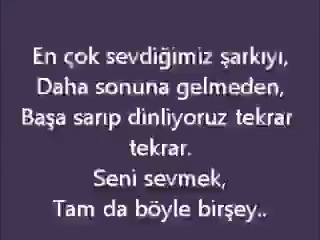 En çok sevdiğimiz şarkıyı,
Daha sonuna gelmeden,
Başa sarıp dinliyoruz tekrar
tekrar.
Seni sevmek,
Tam da böyle birşey..